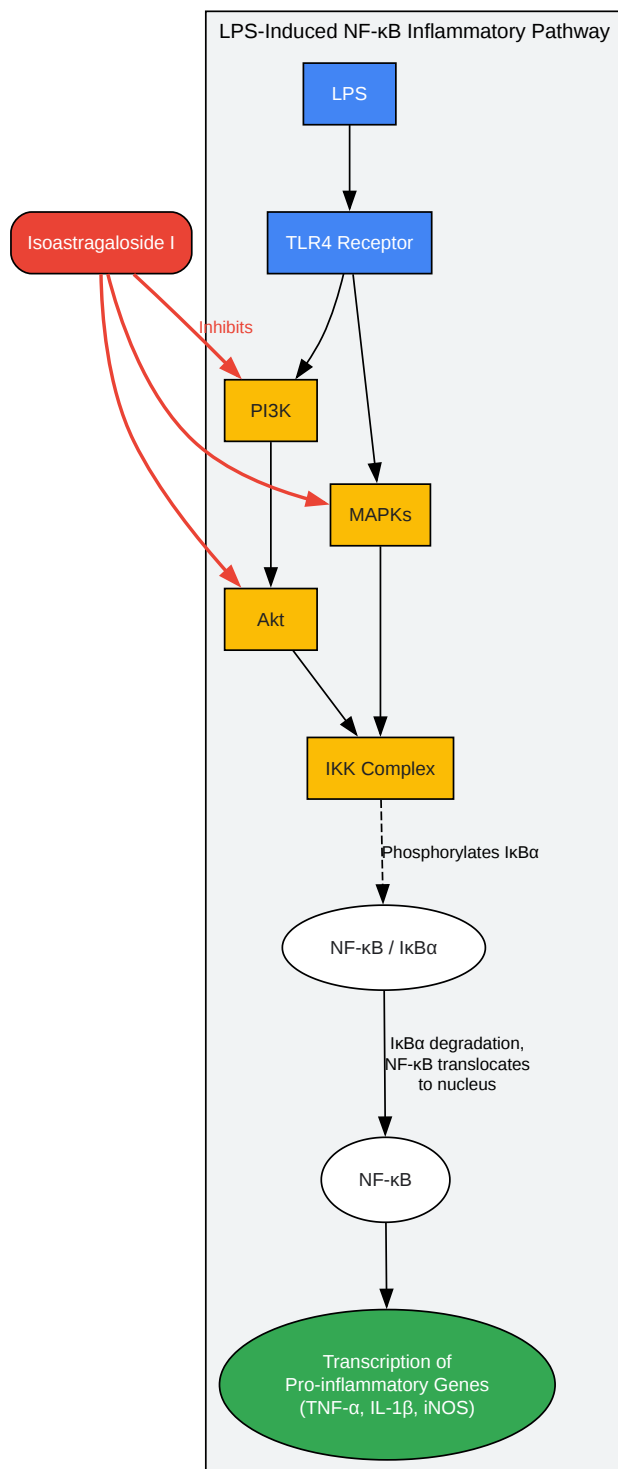 LPS-Induced NF-κB Inflammatory Pathway
LPS
Isoastragaloside I
TLR4 Receptor
Inhibits
PI3K
MAPKs
Akt
IKK Complex
Phosphorylates IκBα
NF-κB / IκBα
IκBα degradation,
NF-κB translocates
to nucleus
NF-κB
Transcription of
Pro-inflammatory Genes
(TNF-α, IL-1β, iNOS)